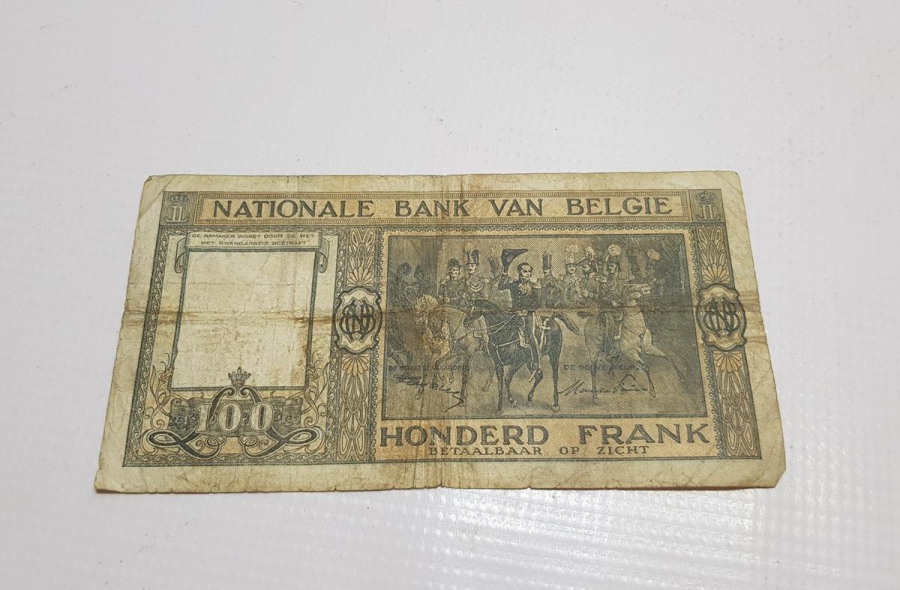 NATIONALE BANK VAN BELGIE
DE NAMAKER WORDT DOOR DE WET
MET DWANGARBEID GESTRAFT
100
HONDERD FRANK
BETAALBAAR OP ZICHT